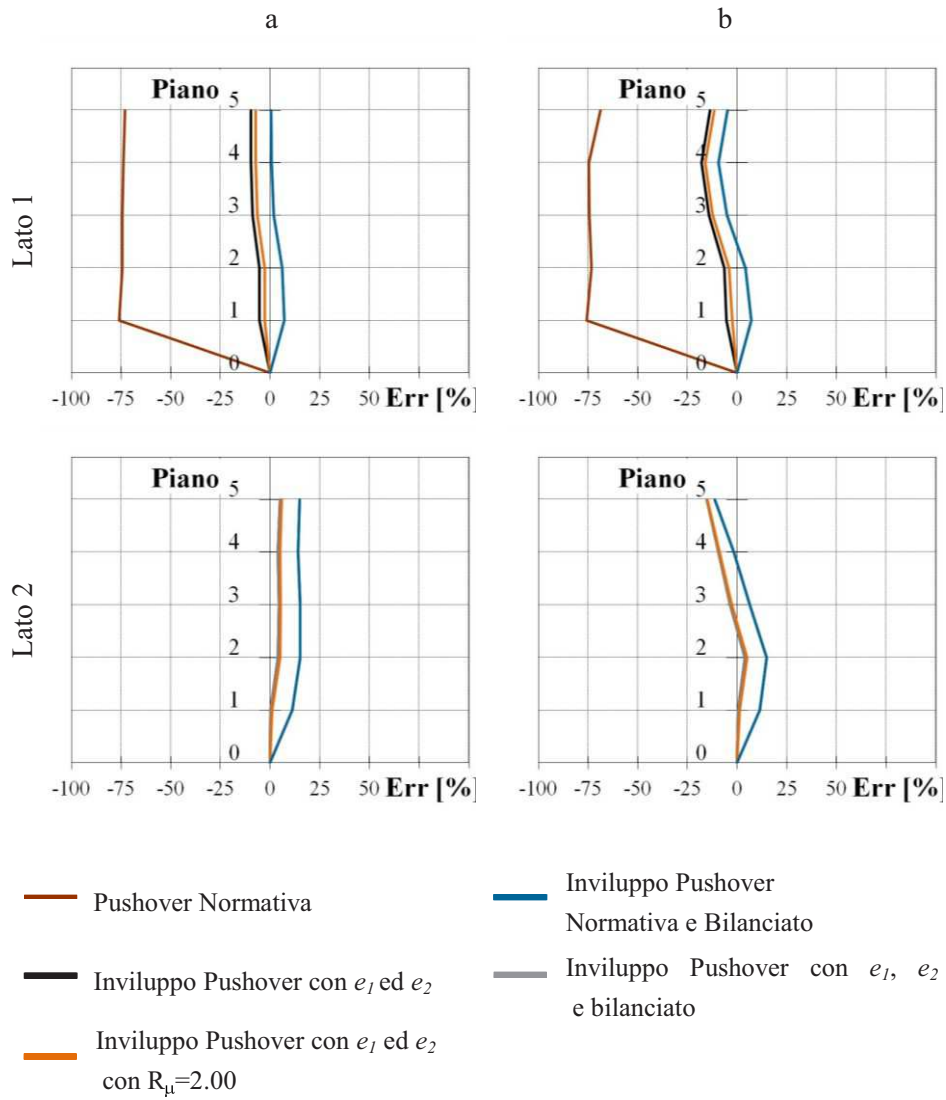 a
b
Lato 1
Piano
5
4
3
2
1
0
-100 -75 -50 -25 0 25 50 Err [%]
Piano
5
4
3
2
1
0
-100 -75 -50 -25 0 25 50 Err [%]
Lato 2
Piano
5
4
3
2
1
0
-100 -75 -50 -25 0 25 50 Err [%]
Piano
5
4
3
2
1
0
-100 -75 -50 -25 0 25 50 Err [%]
Pushover Normativa
Inviluppo Pushover con e1 ed e2
Inviluppo Pushover con e1 ed e2
con Rμ=2.00
Inviluppo Pushover
Normativa e Bilanciato
Inviluppo Pushover con e1, e2
e bilanciato